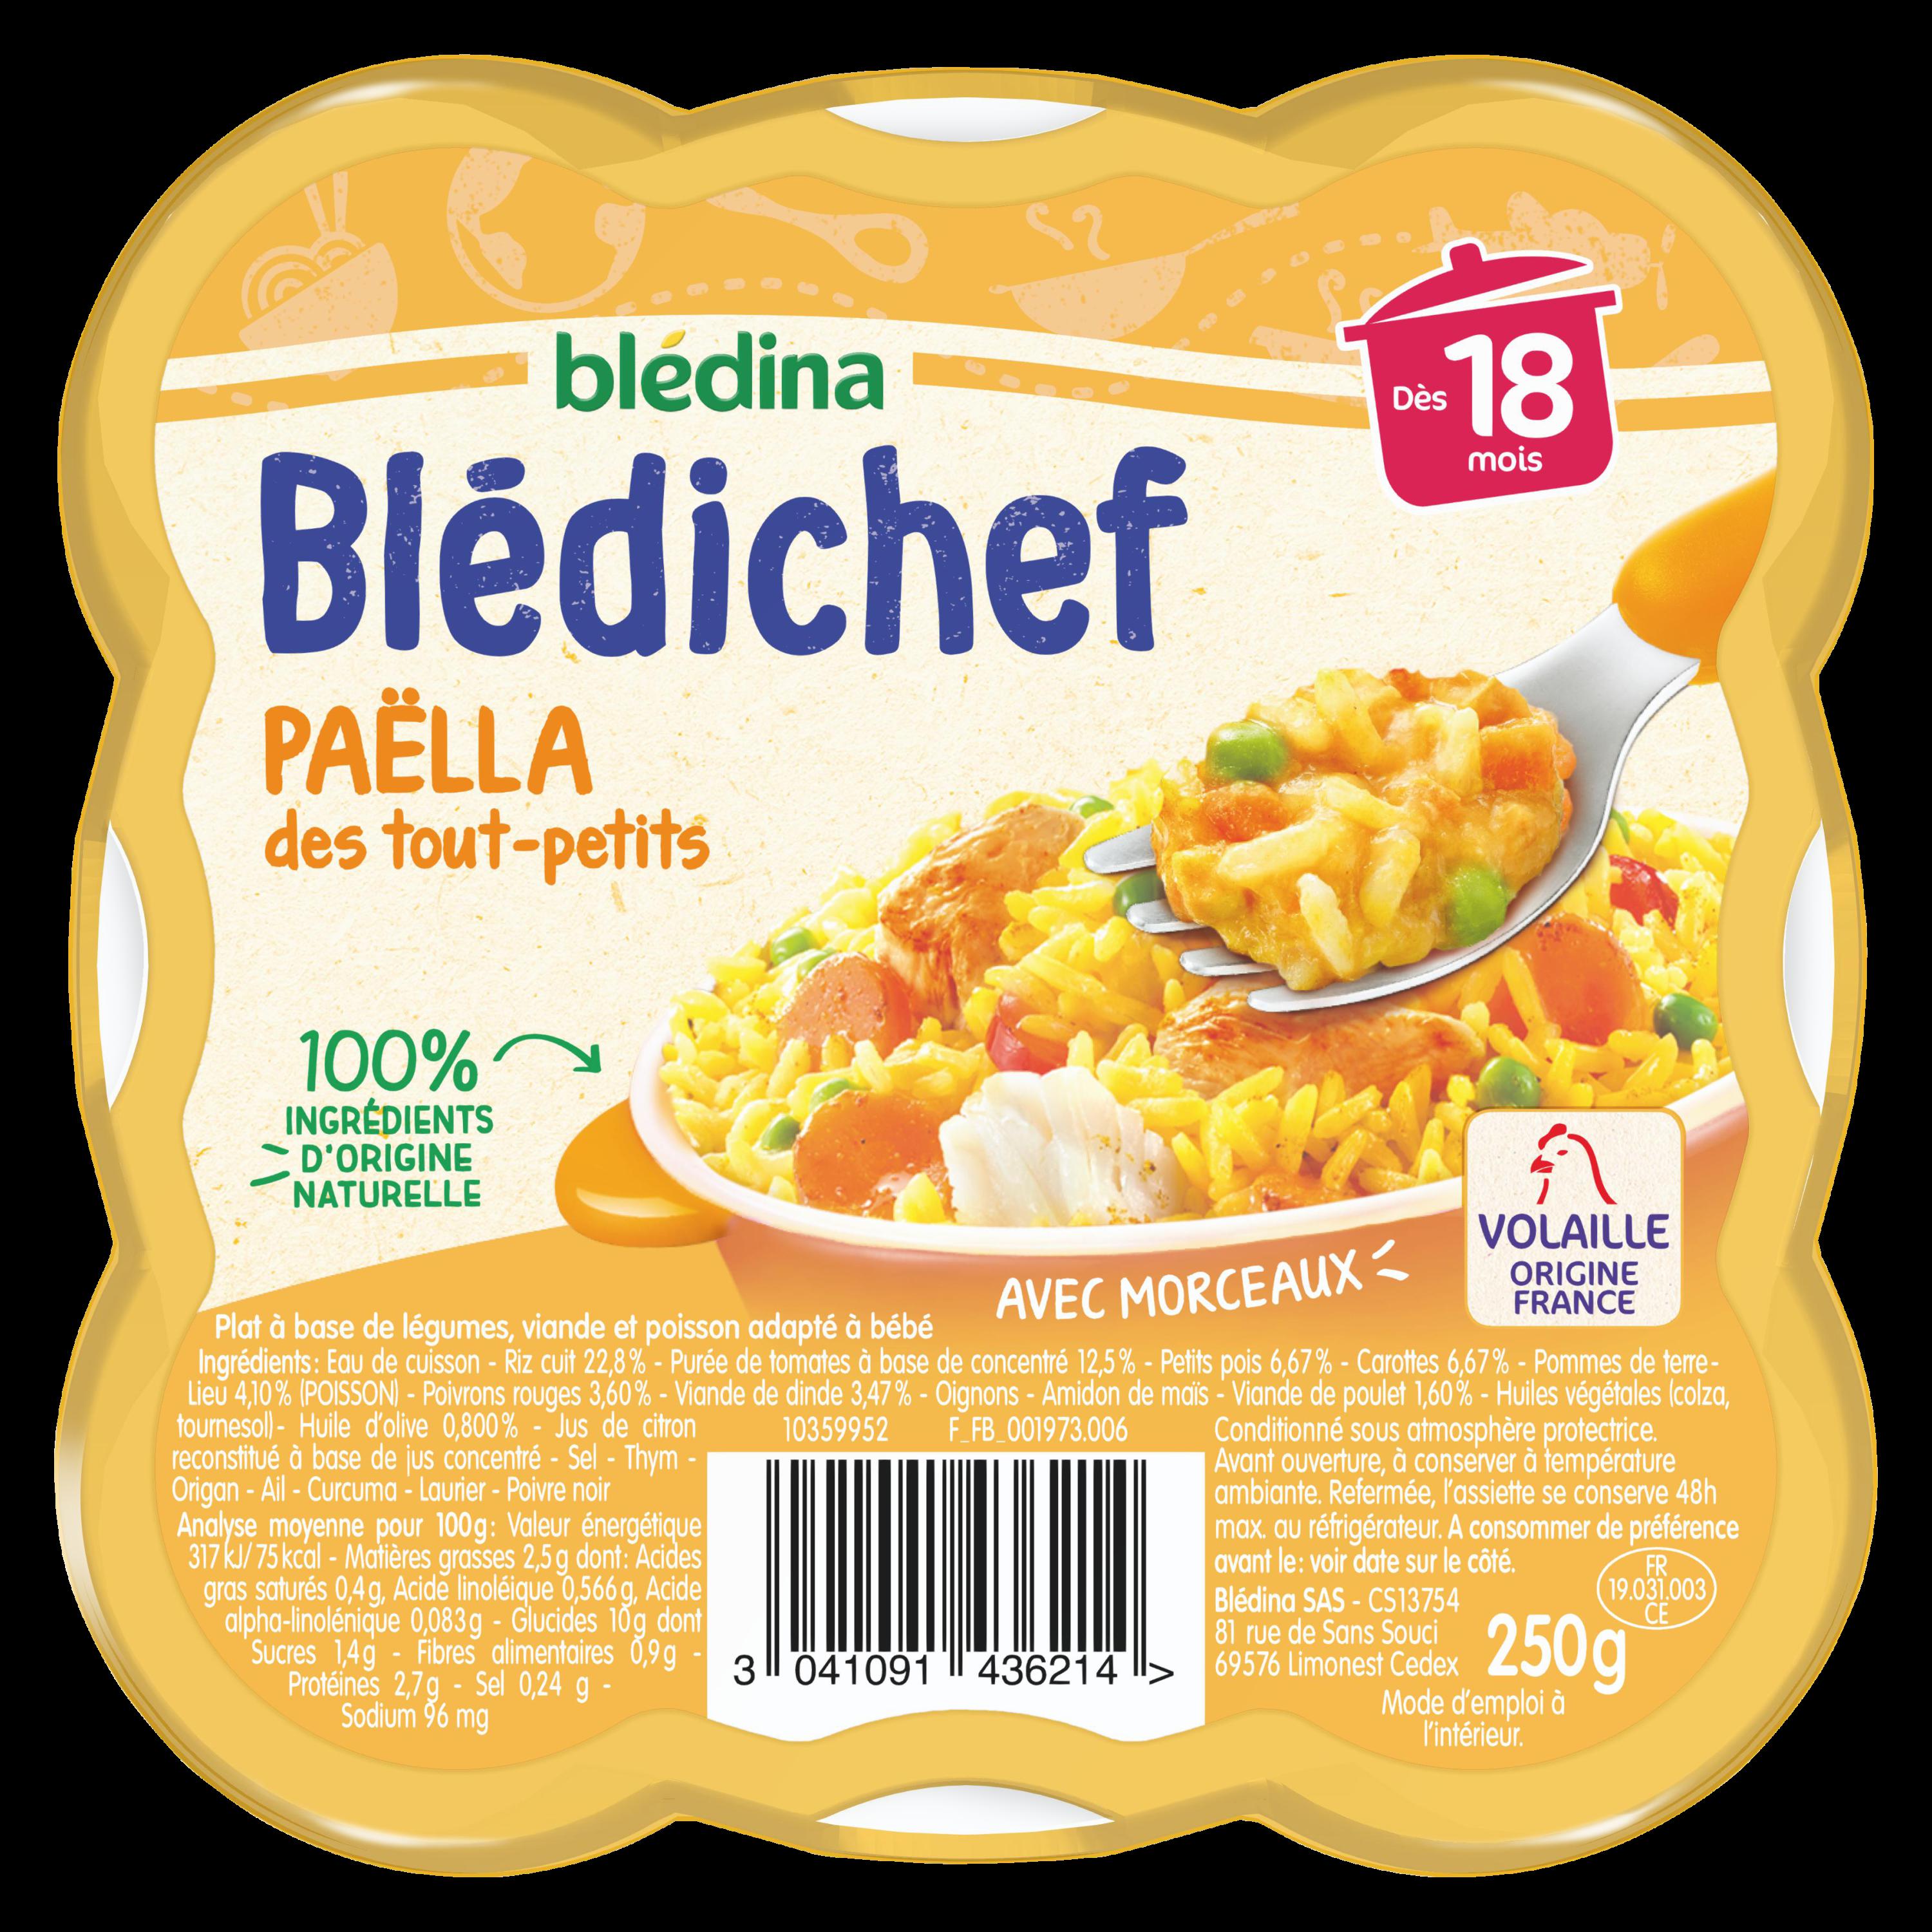 blédina
Blédichef
Dès 18
mois
PAËLLA
des tout-petits
100%
INGRÉDIENTS
D'ORIGINE
NATURELLE
VOLAILLE
ORIGINE
FRANCE
AVEC MORCEAUX
Plat à base de légumes, viande et poisson adapté à bébé
Ingrédients: Eau de cuisson - Riz cuit 22,8% - Purée de tomates à base de concentré 12,5% - Petits pois 6,67% - Carottes 6,67% - Pommes de terre -
Lieu 4,10% (POISSON) - Poivrons rouges 3,60% - Viande de dinde 3,47% - Oignons - Amidon de maïs - Viande de poulet 1,60% - Huiles végétales (colza,
tournesol) - Huile d'olive 0,800% - Jus de citron
reconstitué à base de jus concentré - Sel - Thym -
Origan - Ail - Curcuma - Laurier - Poivre noir
Analyse moyenne pour 100g: Valeur énergétique
317 kJ/ 75 kcal - Matières grasses 2,5 g dont: Acides
gras saturés 0,4 g, Acide linoléique 0,566 g, Acide
alpha-linolénique 0,083 g - Glucides 10g dont
Sucres 1,4 g - Fibres alimentaires 0,9 g -
Protéines 2,7 g - Sel 0,24 g -
Sodium 96 mg
10359952 F_FB_001973.006
3 041091 436214 >
Conditionné sous atmosphère protectrice.
Avant ouverture, à conserver à température
ambiante. Refermée, l'assiette se conserve 48h
max. au réfrigérateur. A consommer de préférence
avant le: voir date sur le côté.
FR
19.031.003
CE
Blédina SAS - CS13754
81 rue de Sans Souci
69576 Limonest Cedex
250g
Mode d'emploi à
l'intérieur.